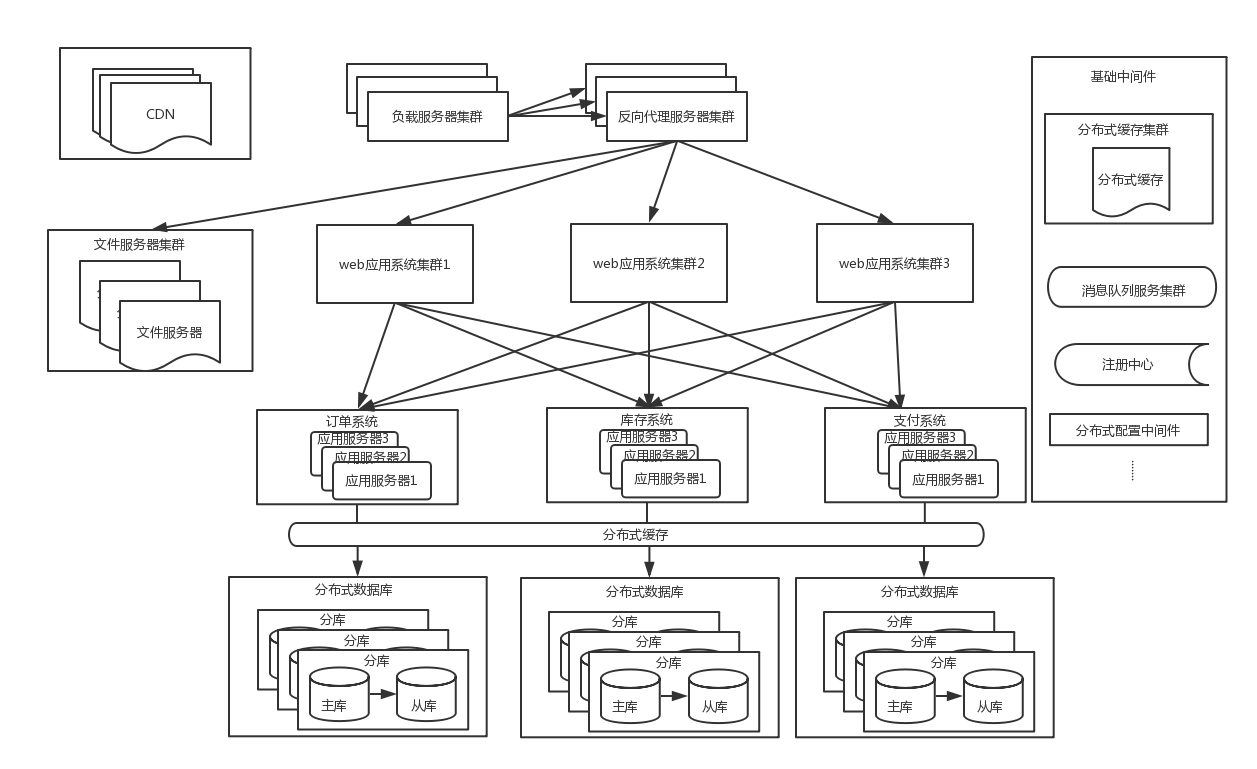 CDN
负载服务器集群
反向代理服务器集群
基础中间件
分布式缓存集群
分布式缓存
消息队列服务集群
注册中心
分布式配置中间件
......
文件服务器集群
文件服务器
web应用系统集群1
web应用系统集群2
web应用系统集群3
订单系统
应用服务器3
应用服务器2
应用服务器1
库存系统
应用服务器3
应用服务器2
应用服务器1
支付系统
应用服务器3
应用服务器2
应用服务器1
分布式缓存
分布式数据库
分库
分库
分库
主库
从库
分布式数据库
分库
分库
分库
主库
从库
分布式数据库
分库
分库
分库
主库
从库